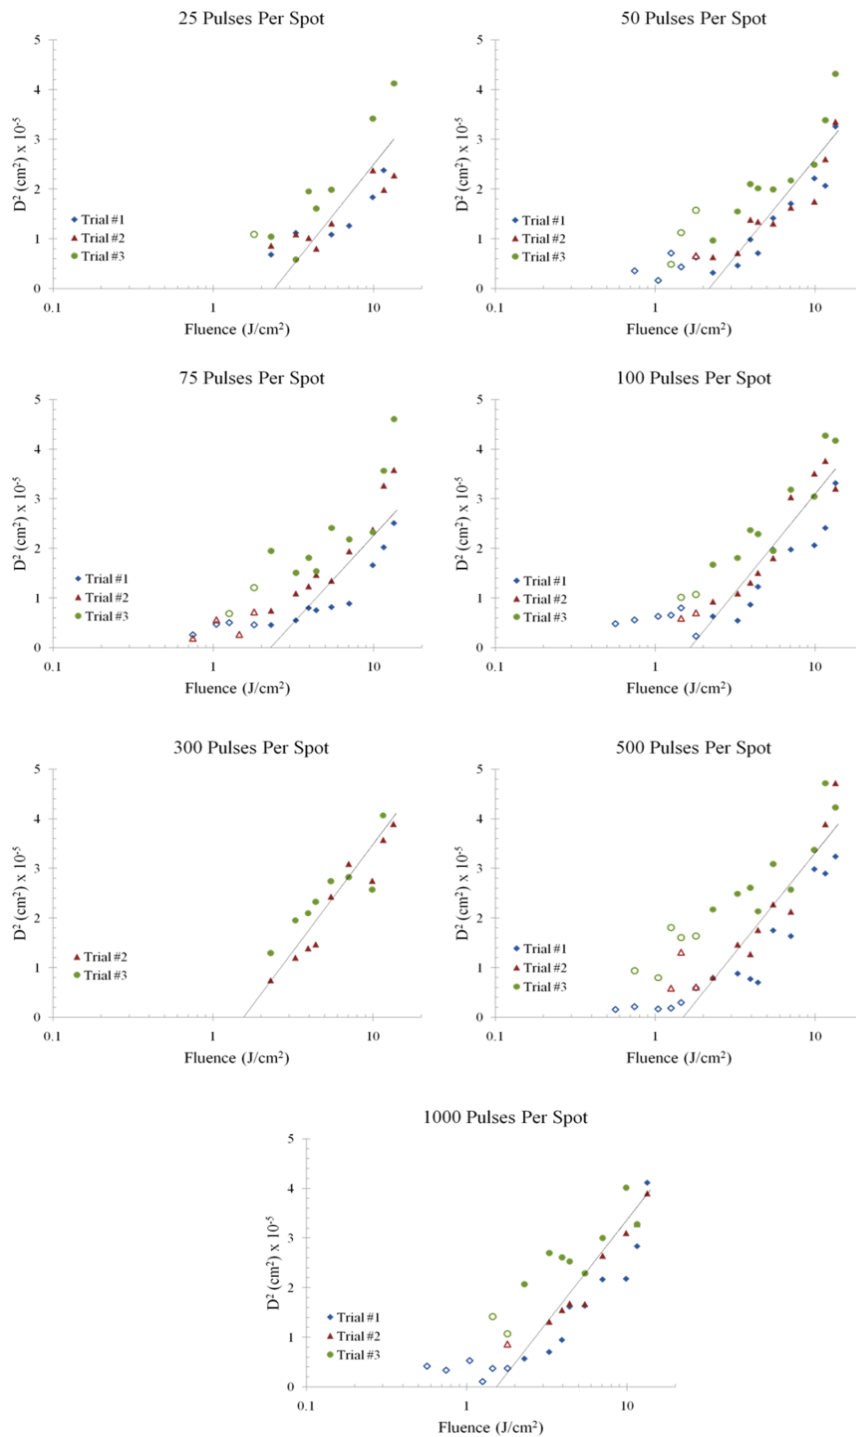 25 Pulses Per Spot
5
4
3
2
1
0
D² (cm²) x 10⁻⁵
Trial #1
Trial #2
Trial #3
0.1 1 10
Fluence (J/cm²)
50 Pulses Per Spot
5
4
3
2
1
0
D² (cm²) x 10⁻⁵
Trial #1
Trial #2
Trial #3
0.1 1 10
Fluence (J/cm²)
75 Pulses Per Spot
5
4
3
2
1
0
D² (cm²) x 10⁻⁵
Trial #1
Trial #2
Trial #3
0.1 1 10
Fluence (J/cm²)
100 Pulses Per Spot
5
4
3
2
1
0
D² (cm²) x 10⁻⁵
Trial #1
Trial #2
Trial #3
0.1 1 10
Fluence (J/cm²)
300 Pulses Per Spot
5
4
3
2
1
0
D² (cm²) x 10⁻⁵
Trial #2
Trial #3
0.1 1 10
Fluence (J/cm²)
500 Pulses Per Spot
5
4
3
2
1
0
D² (cm²) x 10⁻⁵
Trial #1
Trial #2
Trial #3
0.1 1 10
Fluence (J/cm²)
1000 Pulses Per Spot
5
4
3
2
1
0
D² (cm²) x 10⁻⁵
Trial #1
Trial #2
Trial #3
0.1 1 10
Fluence (J/cm²)